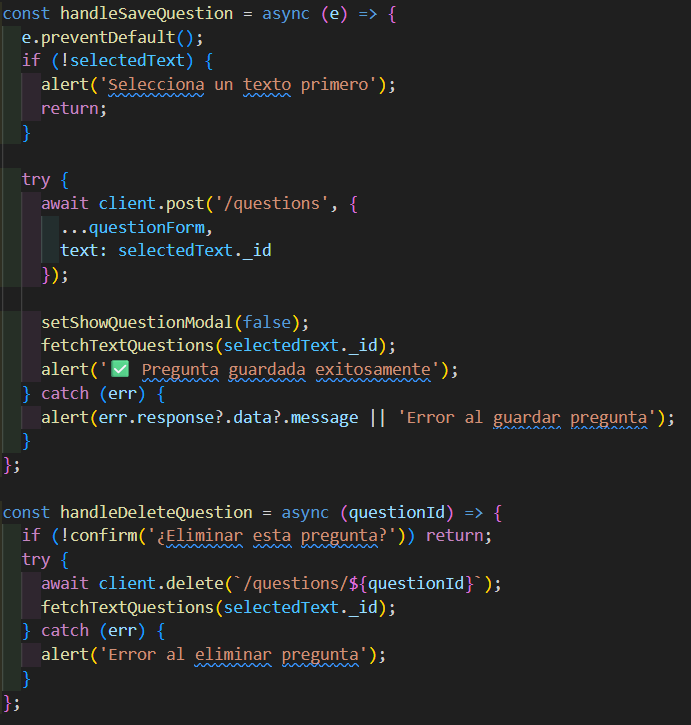 const handleSaveQuestion = async (e) => {
  e.preventDefault();
  if (!selectedText) {
    alert('Selecciona un texto primero');
    return;
  }

  try {
    await client.post('/questions', {
      ...questionForm,
      text: selectedText._id
    });

    setShowQuestionModal(false);
    fetchTextQuestions(selectedText._id);
    alert('✅ Pregunta guardada exitosamente');
  } catch (err) {
    alert(err.response?.data?.message || 'Error al guardar pregunta');
  }
};

const handleDeleteQuestion = async (questionId) => {
  if (!confirm('¿Eliminar esta pregunta?')) return;
  try {
    await client.delete(`/questions/${questionId}`);
    fetchTextQuestions(selectedText._id);
  } catch (err) {
    alert('Error al eliminar pregunta');
  }
};